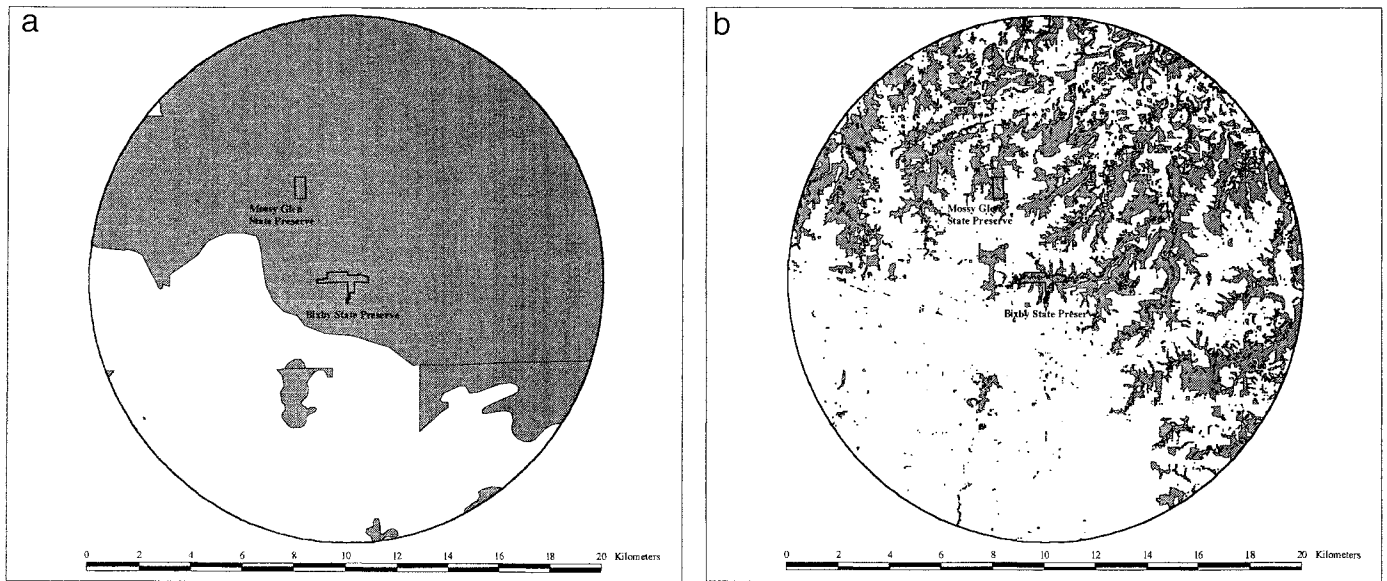 a
Mossy Glen
State Preserve
Bixby State Preserve
0 2 4 6 8 10 12 14 16 18 20 Kilometers
b
Mossy Glen
State Preserve
Bixby State Preserv
0 2 4 6 8 10 12 14 16 18 20 Kilometers